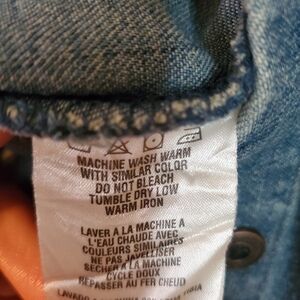 MACHINE WASH WARM
WITH SIMILAR COLOR
DO NOT BLEACH
TUMBLE DRY LOW
WARM IRON
LAVER A LA MACHINE A
L'EAU CHAUDE AVEC
COULEURS SIMILAIRES
NE PAS JAVELLISER
SECHER A LA MACHINE
CYCLE DOUX
REPASSER AU FER CHEUD
LAVADO